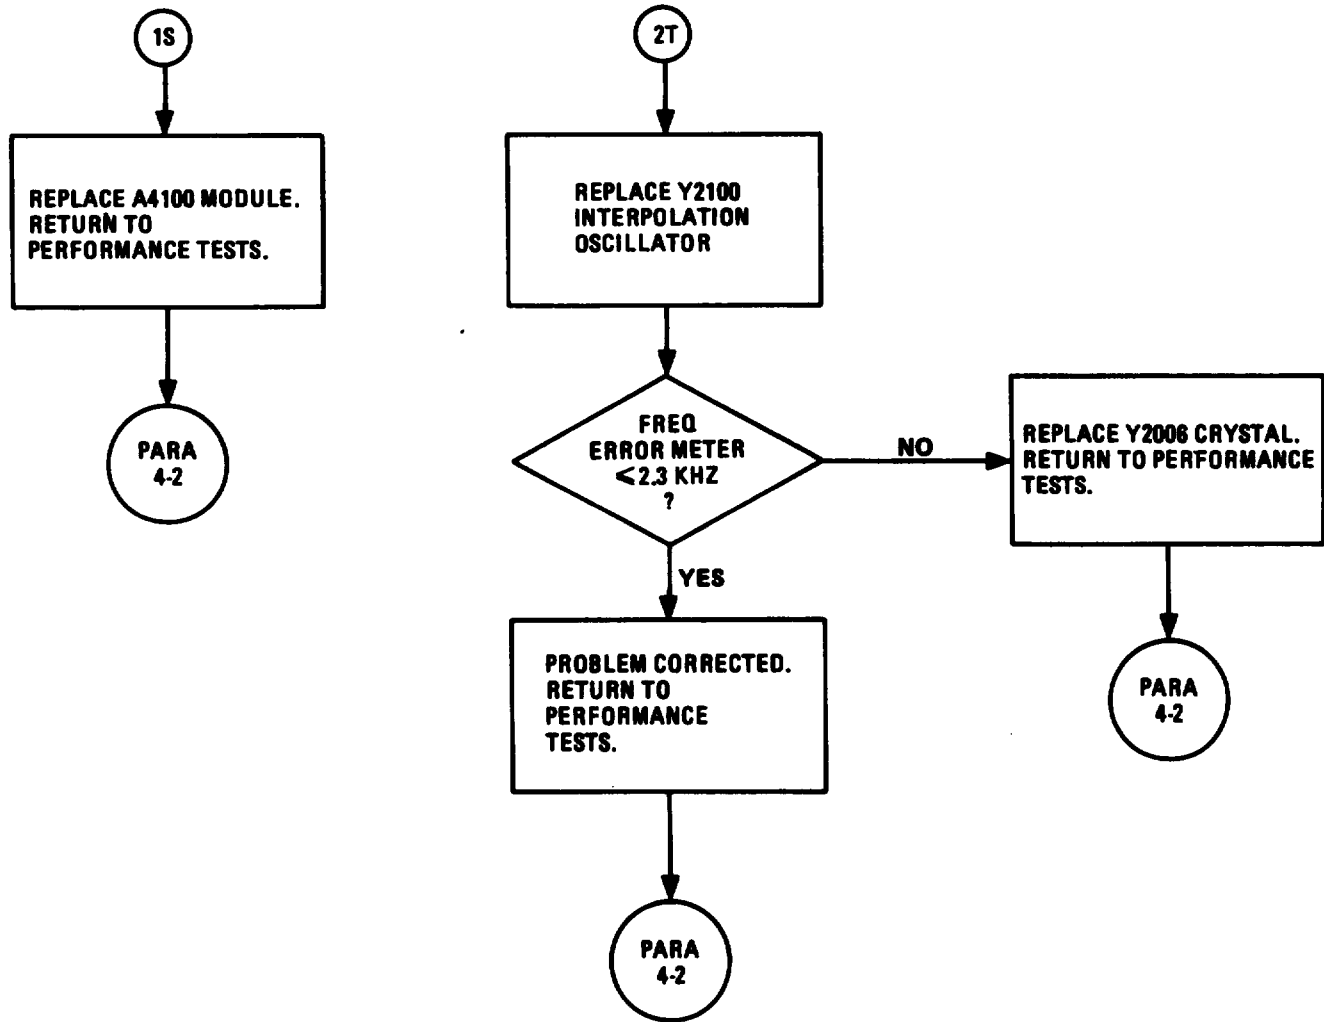 1S
REPLACE A4100 MODULE.
RETURN TO
PERFORMANCE TESTS.
PARA
4-2
2T
REPLACE Y2100
INTERPOLATION
OSCILLATOR
FREQ
ERROR METER
≤2.3 KHZ
?
NO
REPLACE Y2006 CRYSTAL.
RETURN TO PERFORMANCE
TESTS.
PARA
4-2
YES
PROBLEM CORRECTED.
RETURN TO
PERFORMANCE
TESTS.
PARA
4-2